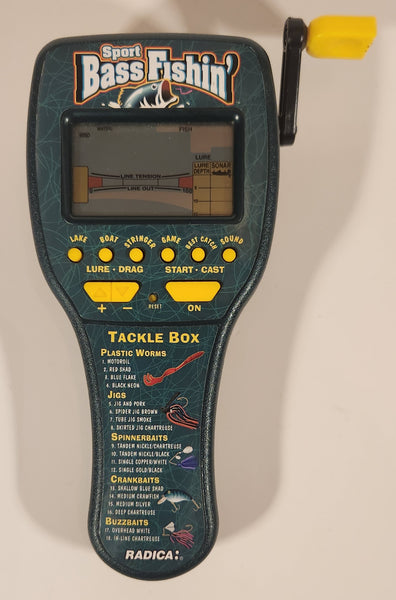 Sport
Bass Fishin'
WIND
WATER
FISH
LURE
LURE DEPTH
SONAR
LINE TENSION
0
LINE OUT
LAKE BOAT STRINGER GAME BEST CATCH SOUND
LURE • DRAG START • CAST
+ − RESET ON
TACKLE BOX
PLASTIC WORMS
1. MOTOROIL
2. RED SHAD
3. BLUE FLAKE
4. BLACK NEON
JIGS
5. JIG AND PORK
6. SPIDER JIG BROWN
7. TUBE JIG SMOKE
8. SKIRTED JIG CHARTREUSE
SPINNERBAITS
9. TANDEM NICKLE/CHARTREUSE
10. TANDEM NICKLE/BLACK
11. SINGLE COPPER/WHITE
12. SINGLE GOLD/BLACK
CRANKBAITS
13. SHALLOW BLUE SHAD
14. MEDIUM CRAWFISH
15. MEDIUM SILVER
16. DEEP CHARTREUSE
BUZZBAITS
17. OVERHEAD WHITE
18. IN-LINE CHARTREUSE
RADICA: